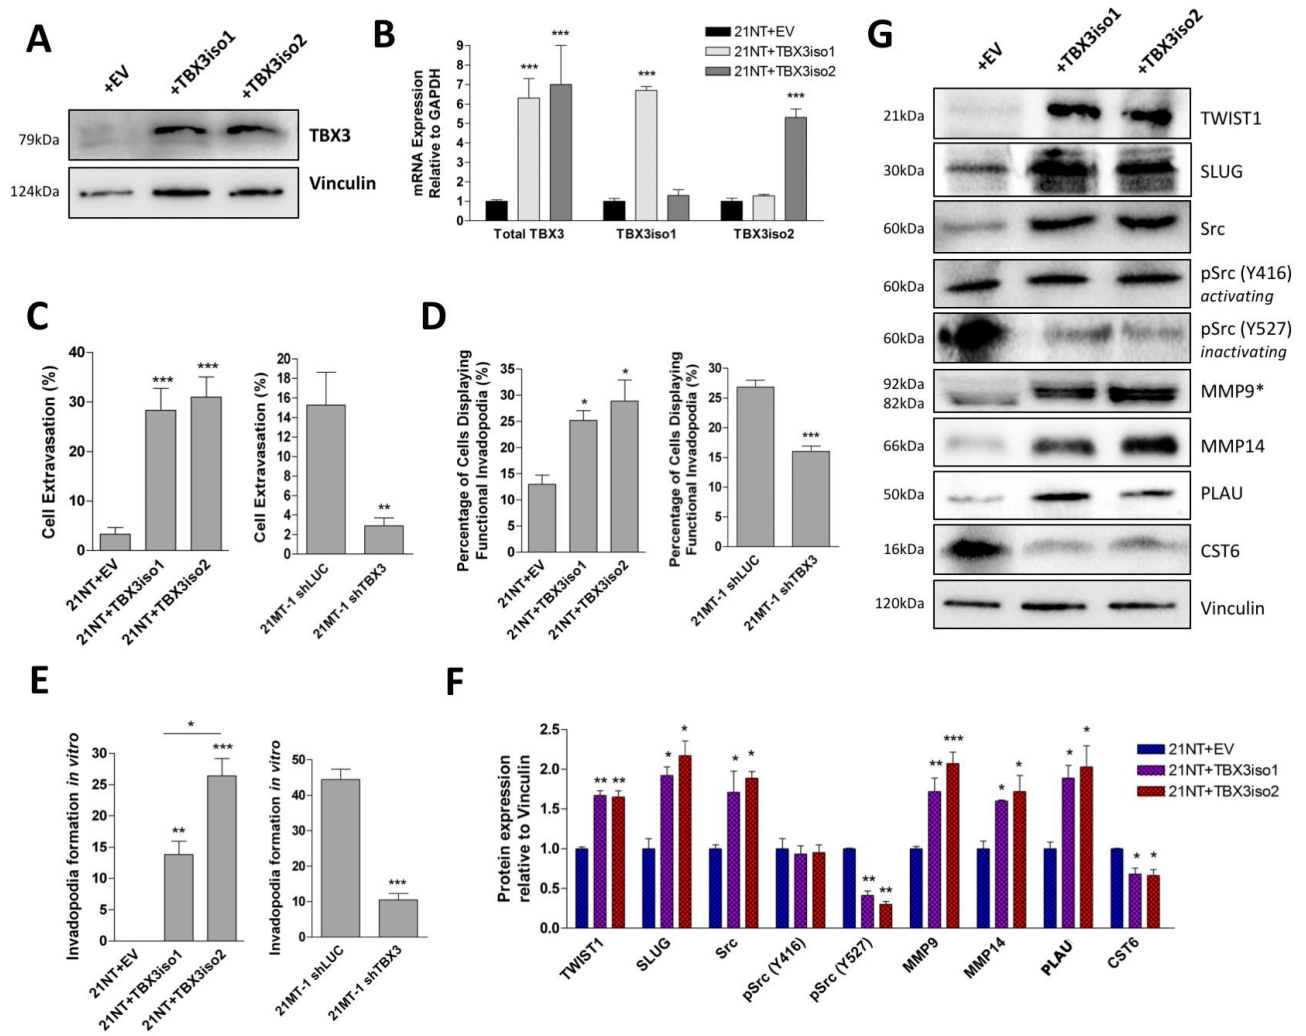 A
+EV
+TBX3iso1
+TBX3iso2
79kDa
TBX3
124kDa
Vinculin
B
mRNA Expression
Relative to GAPDH
9
8
7
6
5
4
3
2
1
0
***
***
***
***
Total TBX3
TBX3iso1
TBX3iso2
21NT+EV
21NT+TBX3iso1
21NT+TBX3iso2
C
Cell Extravasation (%)
40
30
20
10
0
***
***
21NT+EV
21NT+TBX3iso1
21NT+TBX3iso2
Cell Extravasation (%)
20
18
16
14
12
10
8
6
4
2
0
**
21MT-1 shLUC
21MT-1 shTBX3
D
Percentage of Cells Displaying
Functional Invadopodia (%)
35
30
25
20
15
10
5
0
*
*
21NT+EV
21NT+TBX3iso1
21NT+TBX3iso2
Percentage of Cells Displaying
Functional Invadopodia (%)
30
25
20
15
10
5
0
***
21MT-1 shLUC
21MT-1 shTBX3
E
Invadopodia formation in vitro
30
25
20
15
10
5
0
*
**
***
21NT+EV
21NT+TBX3iso1
21NT+TBX3iso2
Invadopodia formation in vitro
50
40
30
20
10
0
***
21MT-1 shLUC
21MT-1 shTBX3
F
Protein expression
relative to Vinculin
2.5
2.0
1.5
1.0
0.5
0.0
** **
* *
* *
** **
** ***
* *
* *
* *
TWIST1
SLUG
Src
pSrc (Y416)
pSrc (Y527)
MMP9
MMP14
PLAU
CST6
21NT+EV
21NT+TBX3iso1
21NT+TBX3iso2
G
+EV
+TBX3iso1
+TBX3iso2
21kDa
TWIST1
30kDa
SLUG
60kDa
Src
60kDa
pSrc (Y416)
activating
60kDa
pSrc (Y527)
inactivating
92kDa
82kDa
MMP9*
66kDa
MMP14
50kDa
PLAU
16kDa
CST6
120kDa
Vinculin